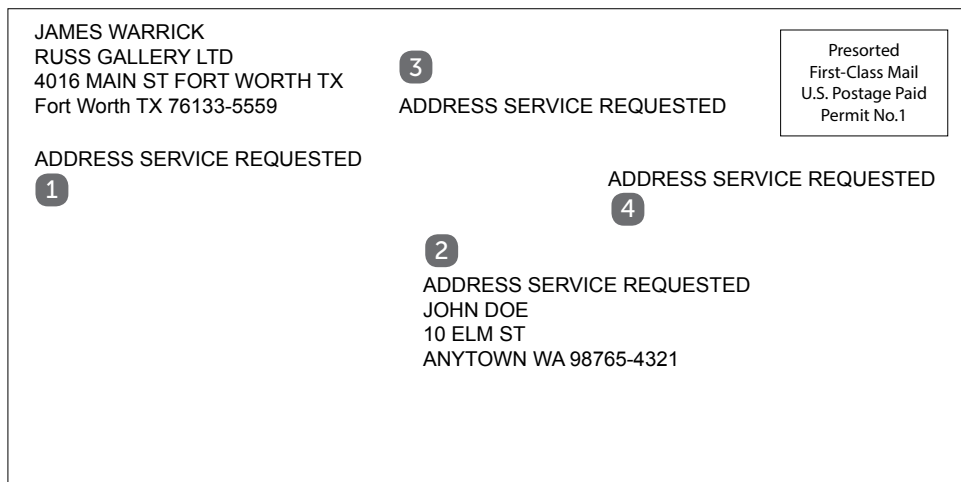 JAMES WARRICK
RUSS GALLERY LTD
4016 MAIN ST FORT WORTH TX
Fort Worth TX 76133-5559
3
ADDRESS SERVICE REQUESTED
Presorted
First-Class Mail
U.S. Postage Paid
Permit No.1
ADDRESS SERVICE REQUESTED
1
ADDRESS SERVICE REQUESTED
4
2
ADDRESS SERVICE REQUESTED
JOHN DOE
10 ELM ST
ANYTOWN WA 98765-4321